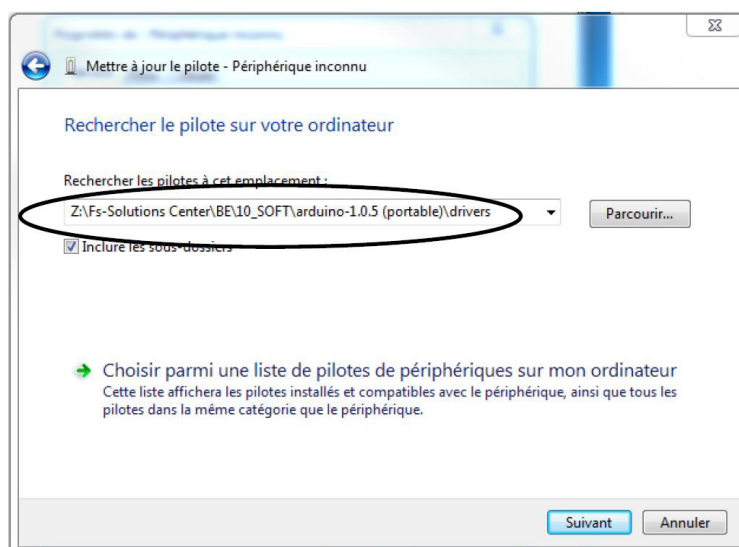 Mettre à jour le pilote - Périphérique inconnu
Rechercher le pilote sur votre ordinateur
Rechercher les pilotes à cet emplacement :
Z:\Fs-Solutions Center\BE\10_SOFT\arduino-1.0.5 (portable)\drivers
Parcourir...
Inclure les sous-dossiers
Choisir parmi une liste de pilotes de périphériques sur mon ordinateur
Cette liste affichera les pilotes installés et compatibles avec le périphérique, ainsi que tous les
pilotes dans la même catégorie que le périphérique.
Suivant
Annuler